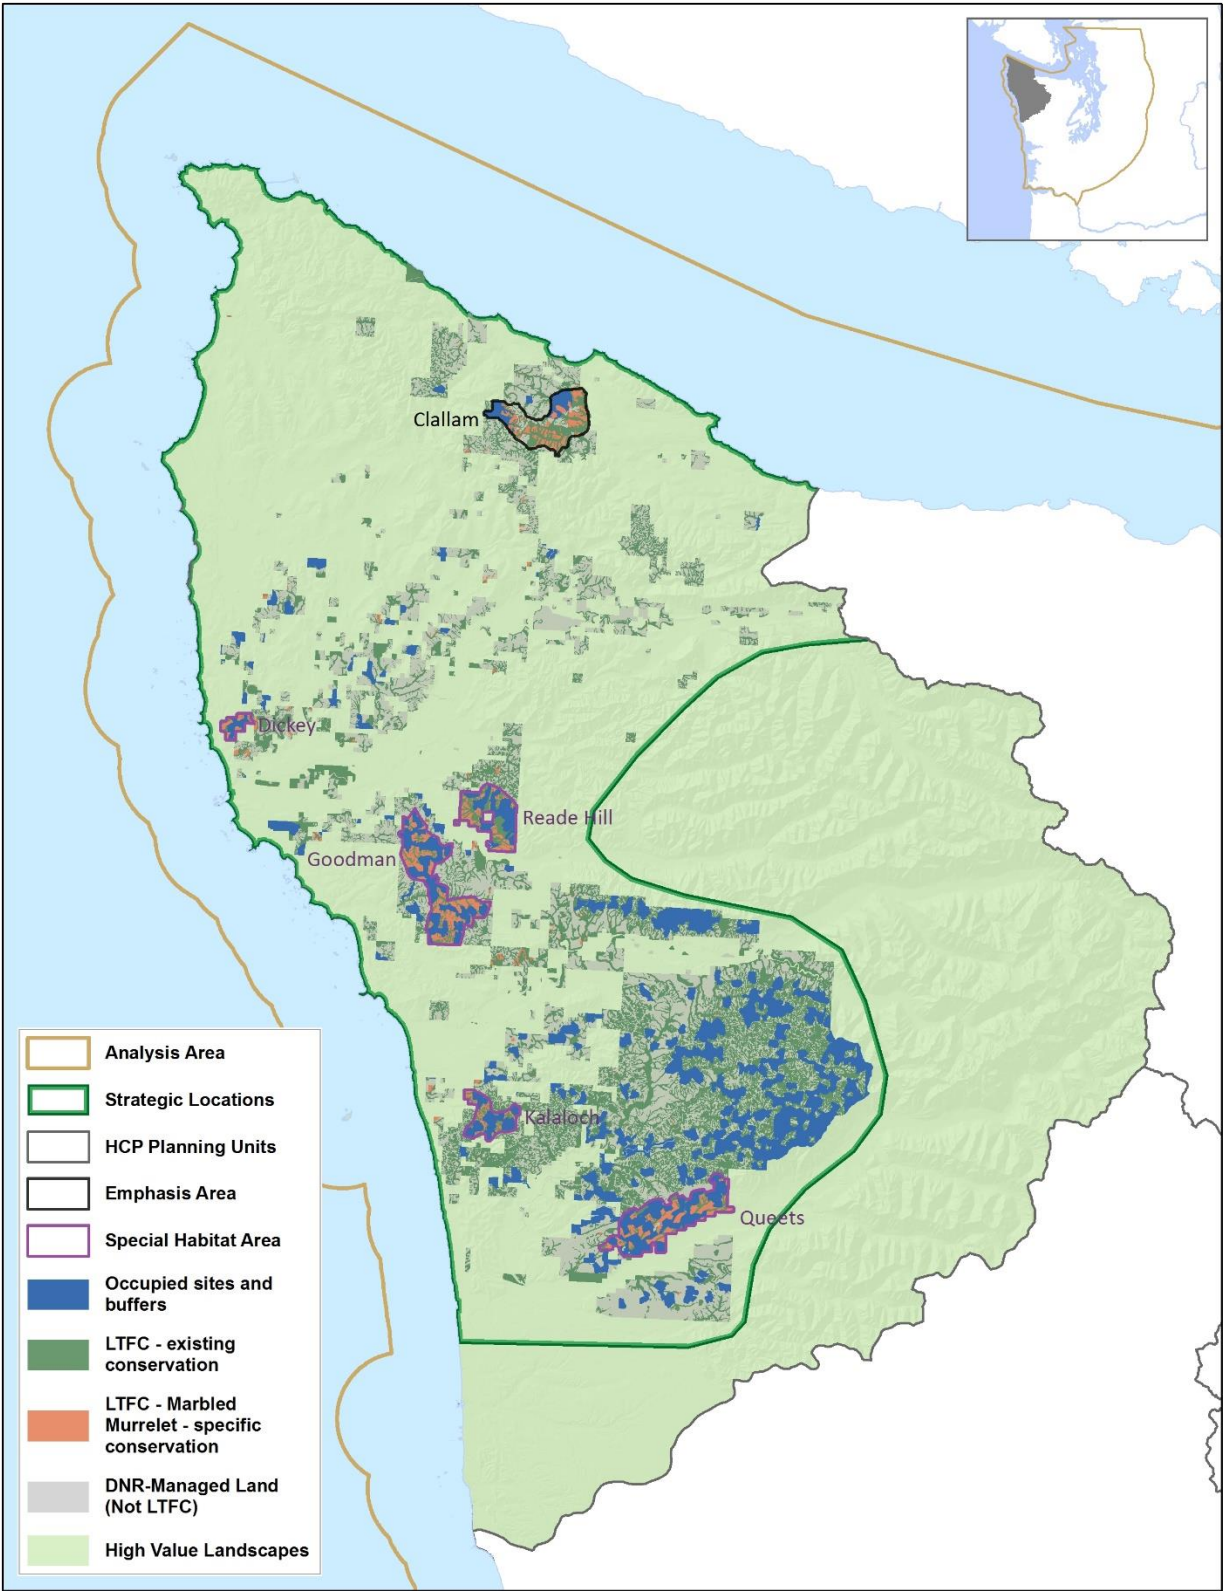 Clallam
Dickey
Reade Hill
Goodman
Kalaloch
Queets
Analysis Area
Strategic Locations
HCP Planning Units
Emphasis Area
Special Habitat Area
Occupied sites and
buffers
LTFC - existing
conservation
LTFC - Marbled
Murrelet - specific
conservation
DNR-Managed Land
(Not LTFC)
High Value Landscapes